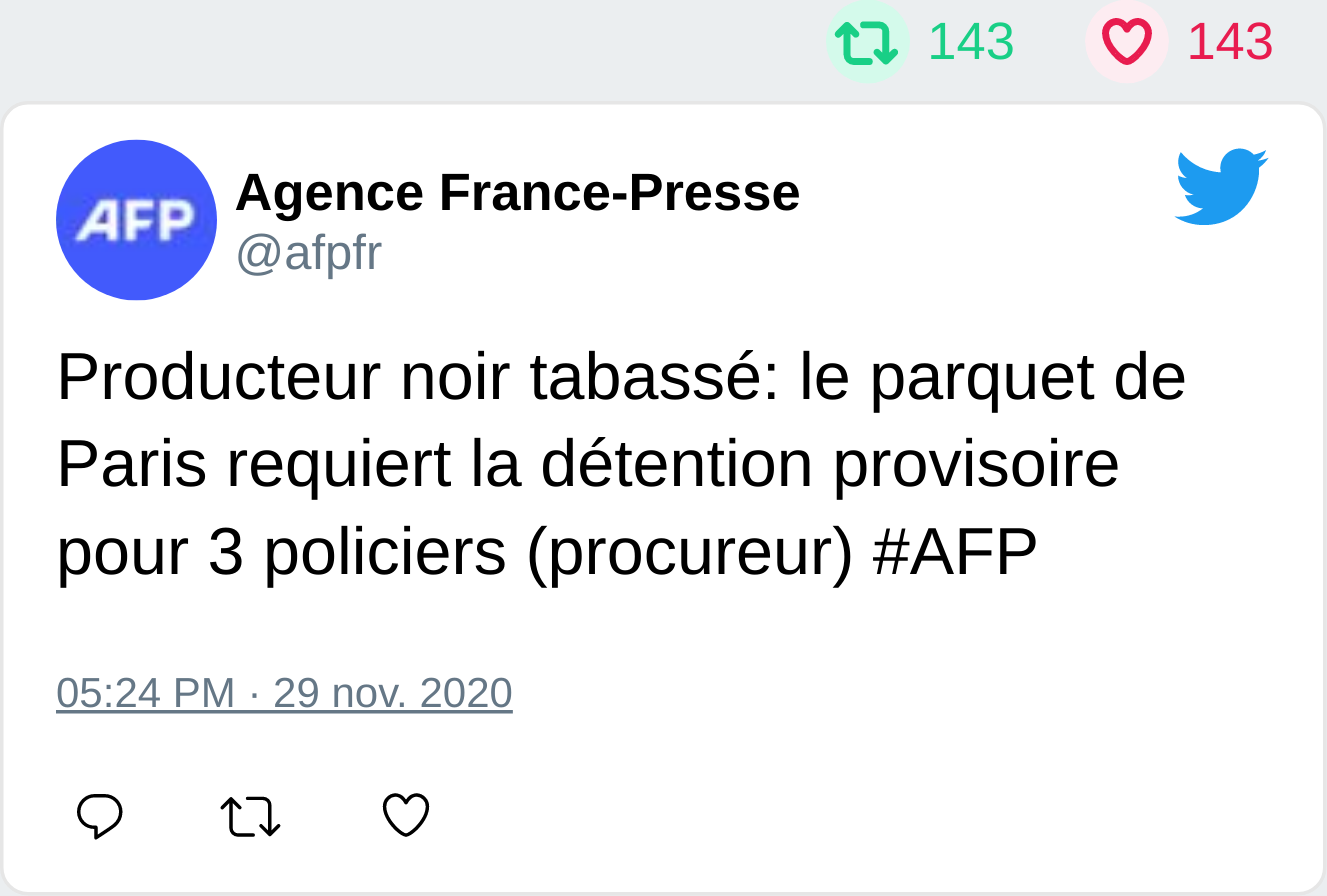 143 143
AFP
Agence France-Presse
@afpfr
Producteur noir tabassé: le parquet de
Paris requiert la détention provisoire
pour 3 policiers (procureur) #AFP
05:24 PM · 29 nov. 2020